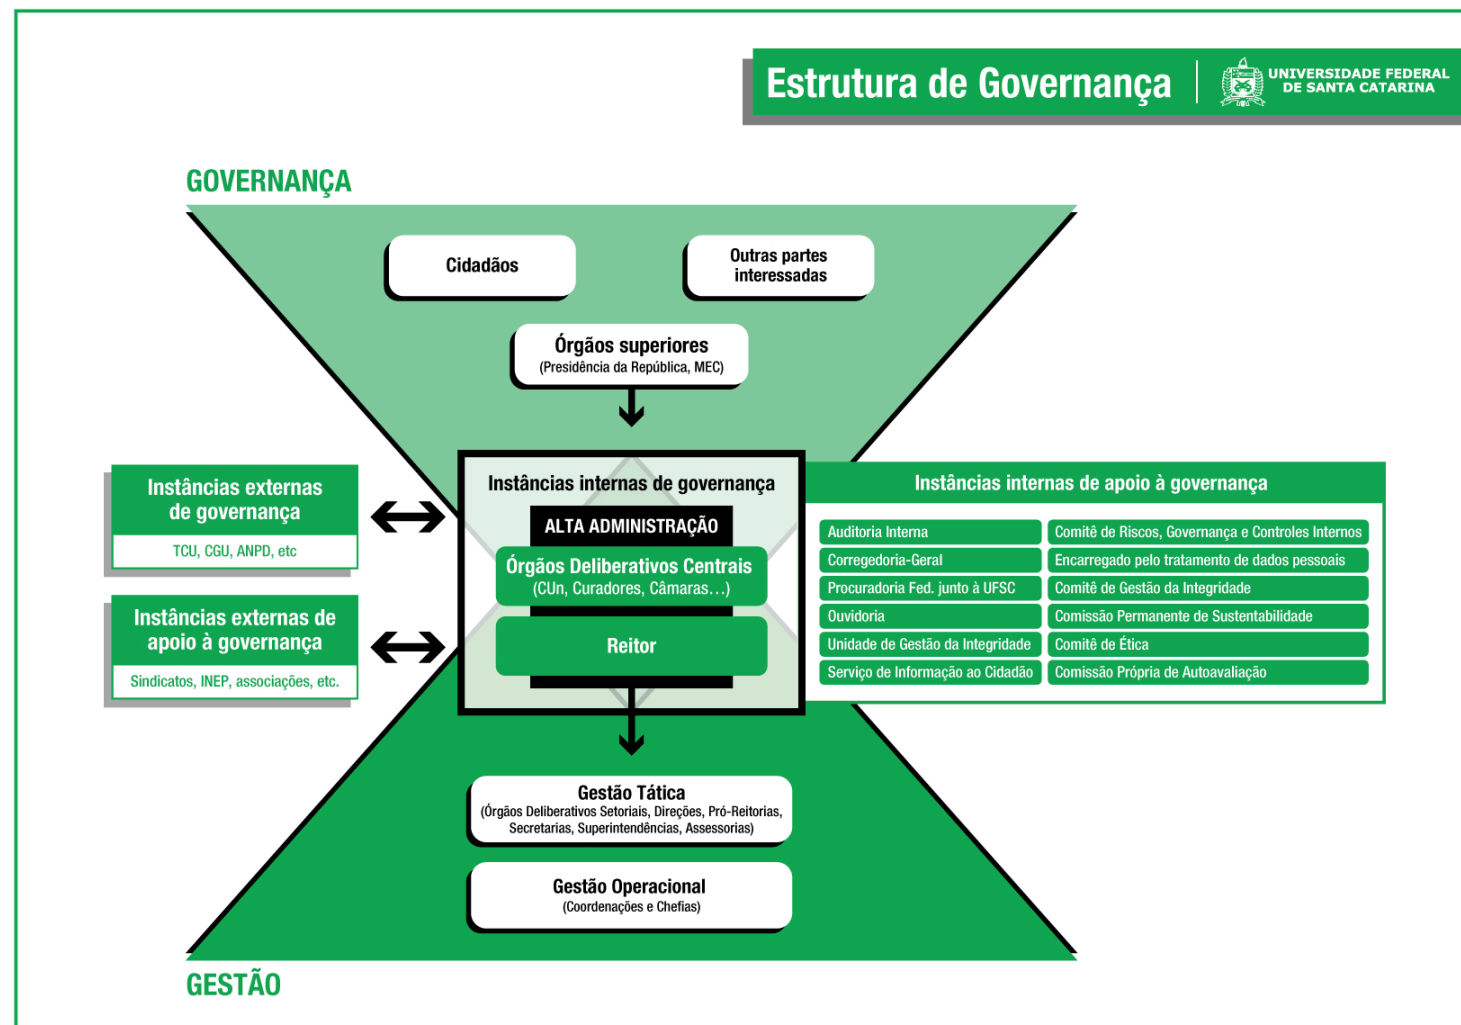 Estrutura de Governança
UNIVERSIDADE FEDERAL
DE SANTA CATARINA
GOVERNANÇA
Cidadãos
Outras partes
interessadas
Órgãos superiores
(Presidência da República, MEC)
Instâncias externas
de governança
TCU, CGU, ANPD, etc
Instâncias externas de
apoio à governança
Sindicatos, INEP, associações, etc.
Instâncias internas de governança
ALTA ADMINISTRAÇÃO
Órgãos Deliberativos Centrais
(CUn, Curadores, Câmaras...)
Reitor
Instâncias internas de apoio à governança
Auditoria Interna
Corregedoria-Geral
Procuradoria Fed. junto à UFSC
Ouvidoria
Unidade de Gestão da Integridade
Serviço de Informação ao Cidadão
Comitê de Riscos, Governança e Controles Internos
Encarregado pelo tratamento de dados pessoais
Comitê de Gestão da Integridade
Comissão Permanente de Sustentabilidade
Comitê de Ética
Comissão Própria de Autoavaliação
Gestão Tática
(Órgãos Deliberativos Setoriais, Direções, Pró-Reitorias,
Secretarias, Superintendências, Assessorias)
Gestão Operacional
(Coordenações e Chefias)
GESTÃO